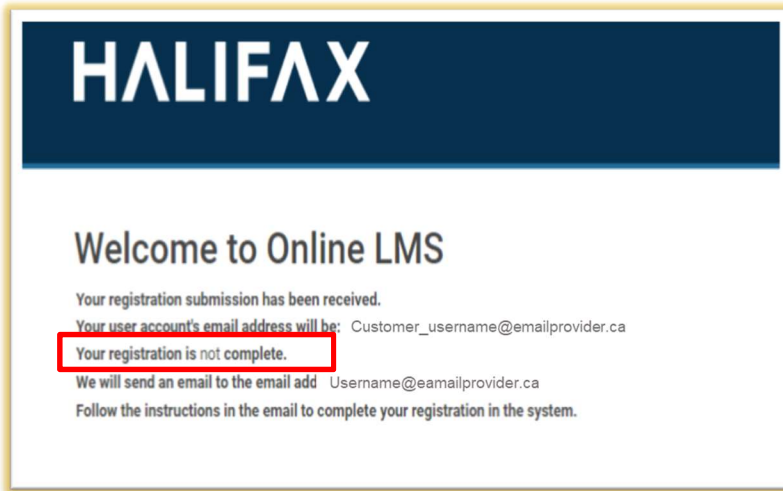 HALIFAX
Welcome to Online LMS
Your registration submission has been received.
Your user account's email address will be: Customer_username@emailprovider.ca
Your registration is not complete.
We will send an email to the email add Username@eamailprovider.ca
Follow the instructions in the email to complete your registration in the system.